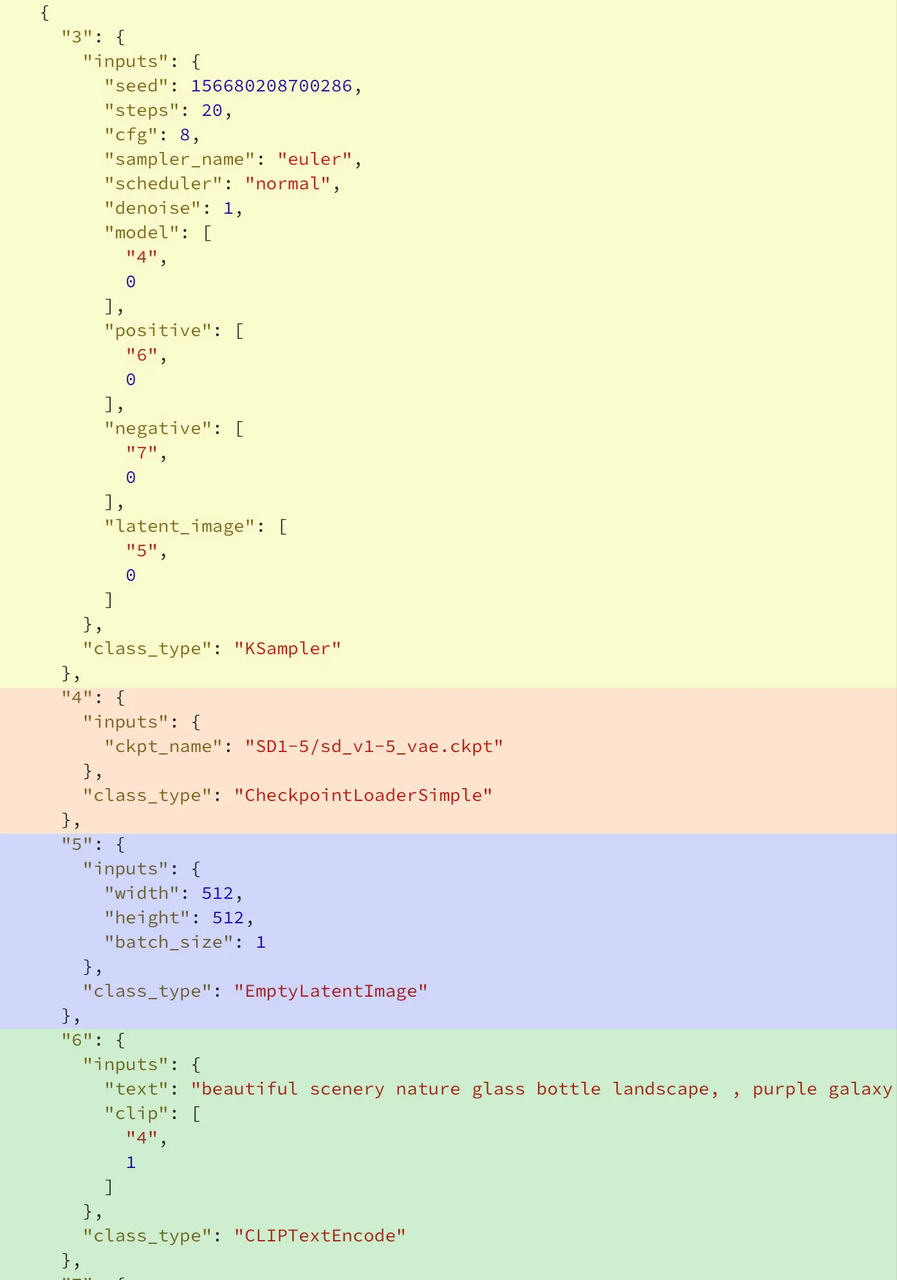 {
  "3": {
    "inputs": {
      "seed": 156680208700286,
      "steps": 20,
      "cfg": 8,
      "sampler_name": "euler",
      "scheduler": "normal",
      "denoise": 1,
      "model": [
        "4",
        0
      ],
      "positive": [
        "6",
        0
      ],
      "negative": [
        "7",
        0
      ],
      "latent_image": [
        "5",
        0
      ]
    },
    "class_type": "KSampler"
  },
  "4": {
    "inputs": {
      "ckpt_name": "SD1-5/sd_v1-5_vae.ckpt"
    },
    "class_type": "CheckpointLoaderSimple"
  },
  "5": {
    "inputs": {
      "width": 512,
      "height": 512,
      "batch_size": 1
    },
    "class_type": "EmptyLatentImage"
  },
  "6": {
    "inputs": {
      "text": "beautiful scenery nature glass bottle landscape, , purple galaxy
      "clip": [
        "4",
        1
      ]
    },
    "class_type": "CLIPTextEncode"
  },